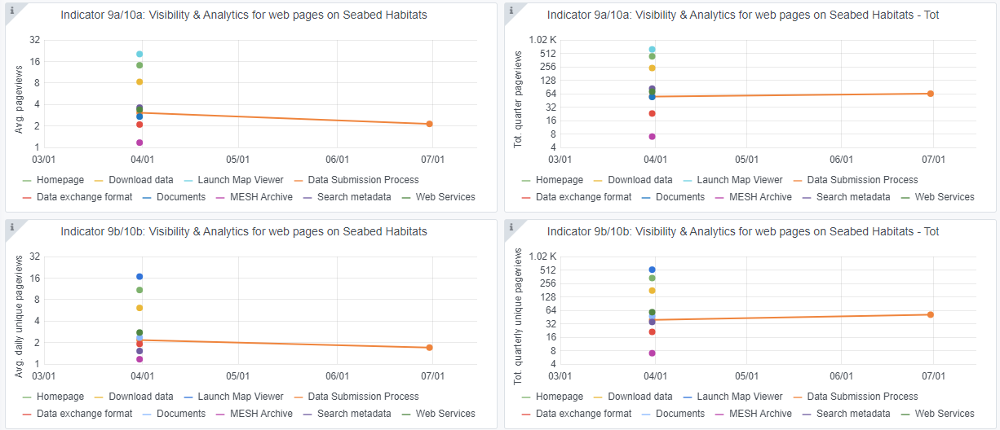 i
Indicator 9a/10a: Visibility & Analytics for web pages on Seabed Habitats
Avg. pageviews
32
16
8
4
2
1
03/01 04/01 05/01 06/01 07/01
Homepage Download data Launch Map Viewer Data Submission Process
Data exchange format Documents MESH Archive Search metadata Web Services
i
Indicator 9a/10a: Visibility & Analytics for web pages on Seabed Habitats - Tot
Tot. quarter pageviews
1.02 K
512
256
128
64
32
16
8
4
03/01 04/01 05/01 06/01 07/01
Homepage Download data Launch Map Viewer Data Submission Process
Data exchange format Documents MESH Archive Search metadata Web Services
i
Indicator 9b/10b: Visibility & Analytics for web pages on Seabed Habitats
Avg. daily unique pageviews
32
16
8
4
2
1
03/01 04/01 05/01 06/01 07/01
Homepage Download data Launch Map Viewer Data Submission Process
Data exchange format Documents MESH Archive Search metadata Web Services
i
Indicator 9b/10b: Visibility & Analytics for web pages on Seabed Habitats - Tot
Tot. quarterly unique pageviews
1.02 K
512
256
128
64
32
16
8
4
03/01 04/01 05/01 06/01 07/01
Homepage Download data Launch Map Viewer Data Submission Process
Data exchange format Documents MESH Archive Search metadata Web Services